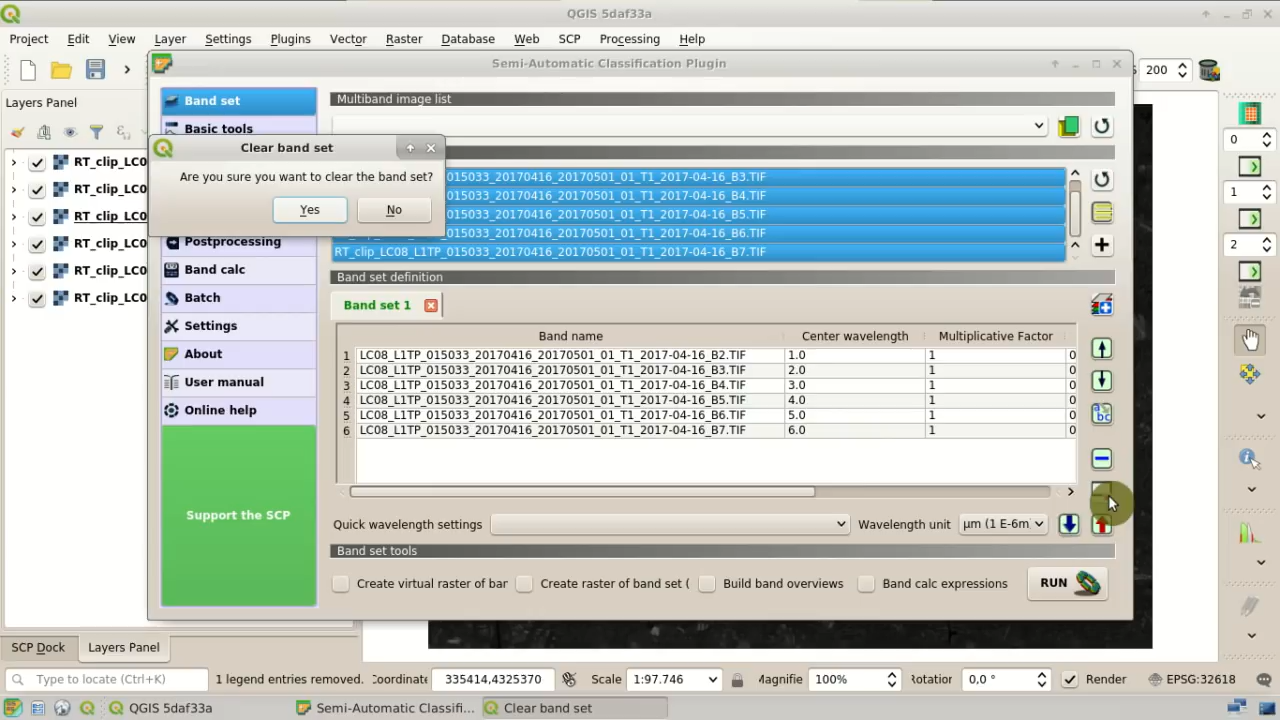 QGIS 5daf33a
Project Edit View Layer Settings Plugins Vector Raster Database Web SCP Processing Help
Semi-Automatic Classification Plugin
200
Layers Panel
Band set
Multiband image list
Basic tools
0
Clear band set
RT_clip_LC0
Are you sure you want to clear the band set?
015033_20170416_20170501_01_T1_2017-04-16_B3.TIF
RT_clip_LC0
015033_20170416_20170501_01_T1_2017-04-16_B4.TIF
1
Yes
No
RT_clip_LC0
015033_20170416_20170501_01_T1_2017-04-16_B5.TIF
015033_20170416_20170501_01_T1_2017-04-16_B6.TIF
RT_clip_LC0
Postprocessing
2
RT_clip_LC08_L1TP_015033_20170416_20170501_01_T1_2017-04-16_B7.TIF
RT_clip_LC0
Band calc
Band set definition
RT_clip_LC0
Batch
Band set 1
Settings
Band name Center wavelength Multiplicative Factor
About
1 LC08_L1TP_015033_20170416_20170501_01_T1_2017-04-16_B2.TIF 1.0 1 0
2 LC08_L1TP_015033_20170416_20170501_01_T1_2017-04-16_B3.TIF 2.0 1 0
User manual
3 LC08_L1TP_015033_20170416_20170501_01_T1_2017-04-16_B4.TIF 3.0 1 0
4 LC08_L1TP_015033_20170416_20170501_01_T1_2017-04-16_B5.TIF 4.0 1 0
Online help
5 LC08_L1TP_015033_20170416_20170501_01_T1_2017-04-16_B6.TIF 5.0 1 0
6 LC08_L1TP_015033_20170416_20170501_01_T1_2017-04-16_B7.TIF 6.0 1 0
Support the SCP
Quick wavelength settings
Wavelength unit
µm (1 E-6m
Band set tools
Create virtual raster of bar
Create raster of band set (
Build band overviews
Band calc expressions
RUN
SCP Dock
Layers Panel
Type to locate (Ctrl+K)
1 legend entries removed.
335414,4325370
Scale
1:97.746
100%
0,0 °
Render
EPSG:32618
QGIS 5daf33a
Semi-Automatic Classifi...
Clear band set